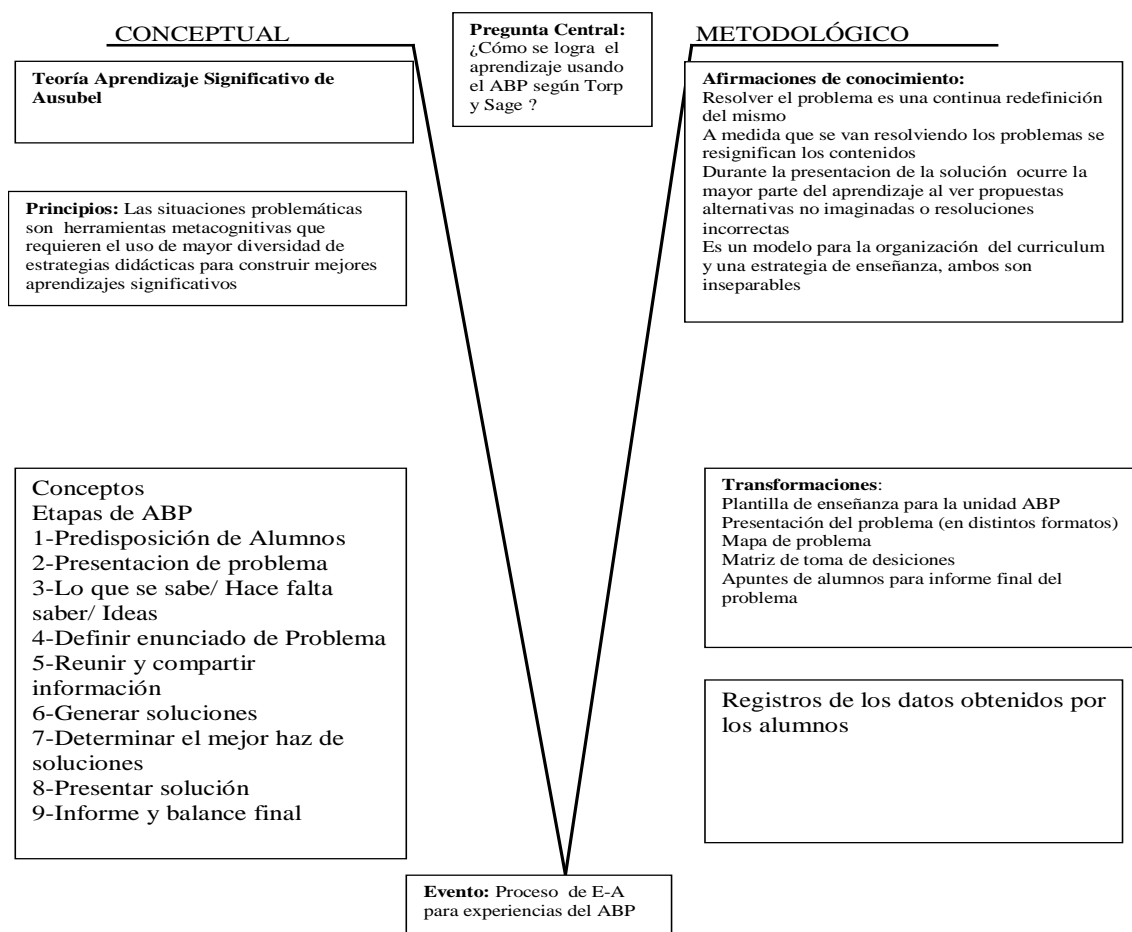 CONCEPTUAL
Teoría Aprendizaje Significativo de
Ausubel
Principios: Las situaciones problemáticas
son herramientas metacognitivas que
requieren el uso de mayor diversidad de
estrategias didácticas para construir mejores
aprendizajes significativos
Conceptos
Etapas de ABP
1-Predisposición de Alumnos
2-Presentacion de problema
3-Lo que se sabe/ Hace falta
saber/ Ideas
4-Definir enunciado de Problema
5-Reunir y compartir
información
6-Generar soluciones
7-Determinar el mejor haz de
soluciones
8-Presentar solución
9-Informe y balance final
Pregunta Central:
¿Cómo se logra el
aprendizaje usando
el ABP según Torp
y Sage ?
METODOLÓGICO
Afirmaciones de conocimiento:
Resolver el problema es una continua redefinición
del mismo
A medida que se van resolviendo los problemas se
resignifican los contenidos
Durante la presentacion de la solución ocurre la
mayor parte del aprendizaje al ver propuestas
alternativas no imaginadas o resoluciones
incorrectas
Es un modelo para la organización del curriculum
y una estrategia de enseñanza, ambos son
inseparables
Transformaciones:
Plantilla de enseñanza para la unidad ABP
Presentación del problema (en distintos formatos)
Mapa de problema
Matriz de toma de desiciones
Apuntes de alumnos para informe final del
problema
Registros de los datos obtenidos por
los alumnos
Evento: Proceso de E-A
para experiencias del ABP